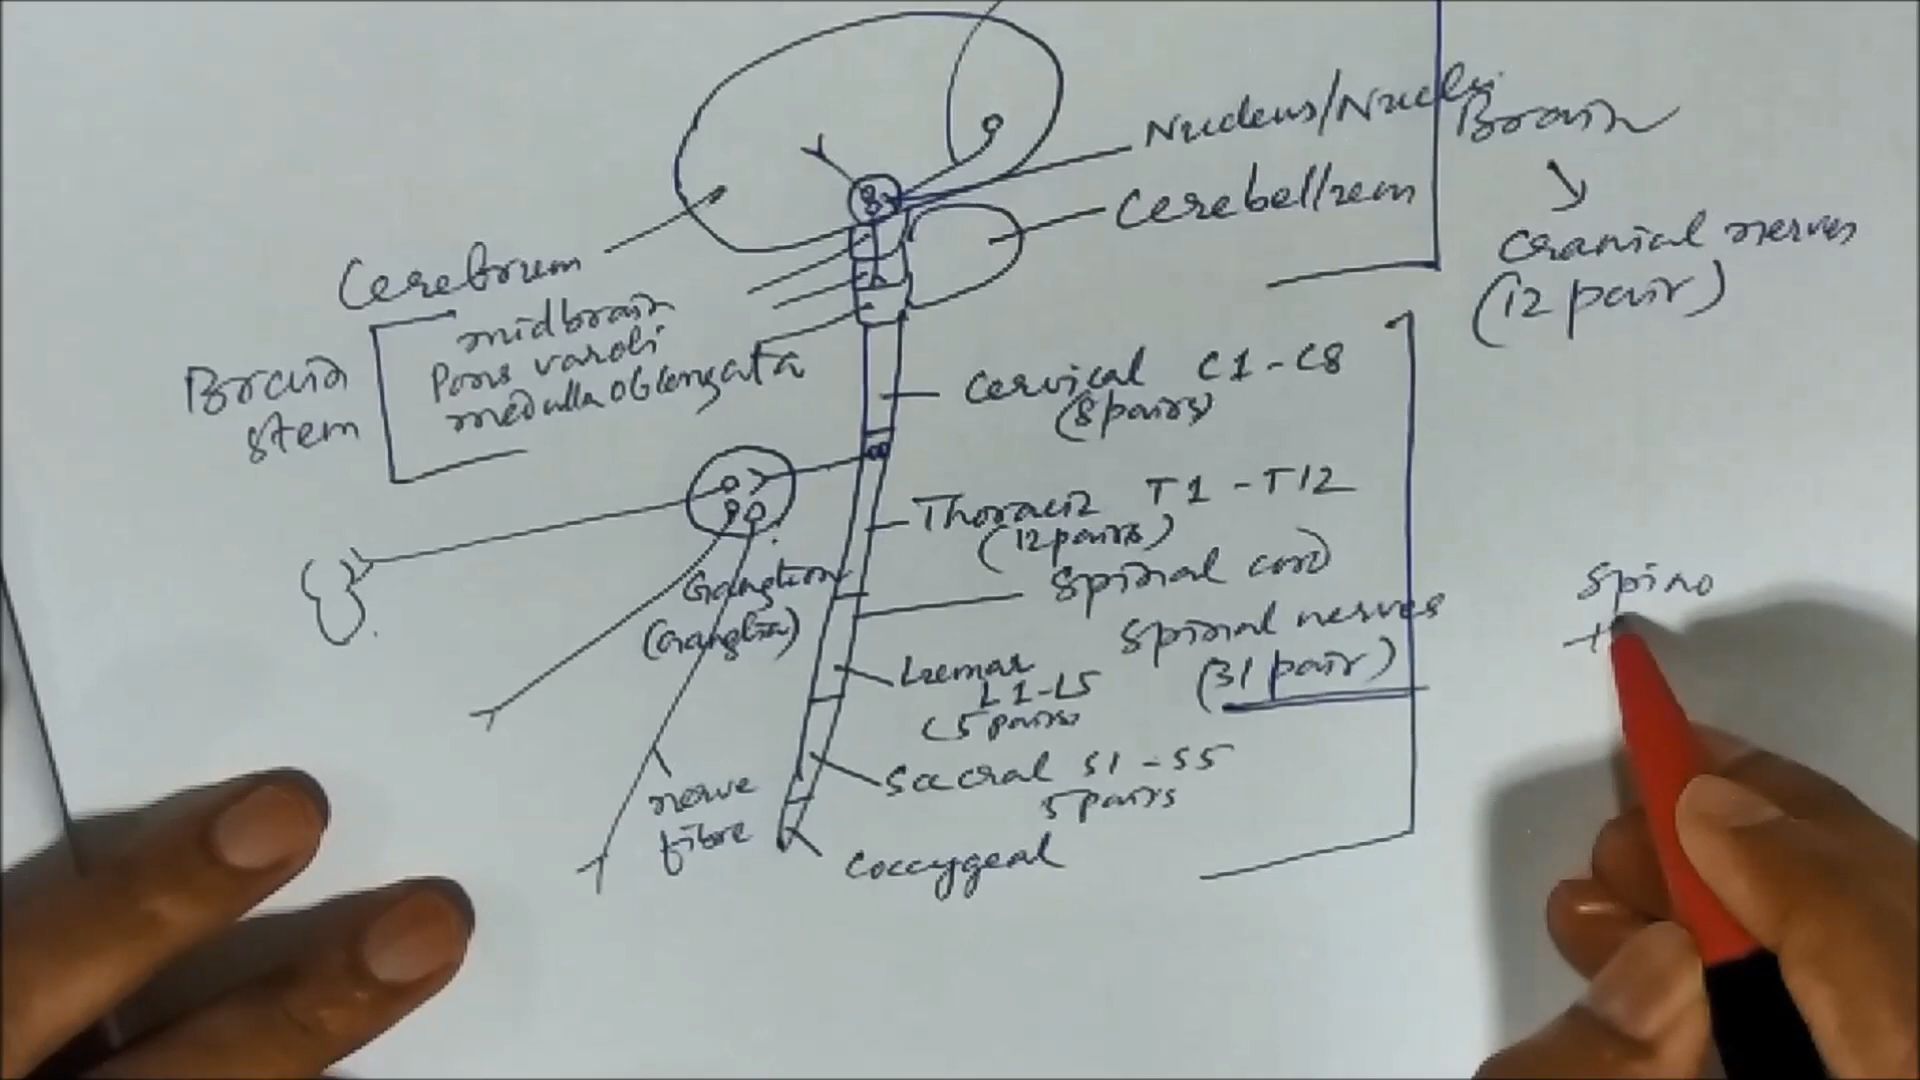 Nucleus/Nuclei
Brain
Cerebellum
Cranial nerves
(12 pair)
Cerebrum
midbrain
Pons varoli
medulla oblongata
Brain
stem
Cervical C1-C8
(8 pairs)
Thoracic T1-T12
(12 pairs)
Spinal cord
Spinal nerves
(31 pair)
Ganglion
(Ganglia)
Lumar
L1-L5
(5 pairs
Sacral S1-S5
5 pairs
Coccygeal
nerve
fibre
Spino